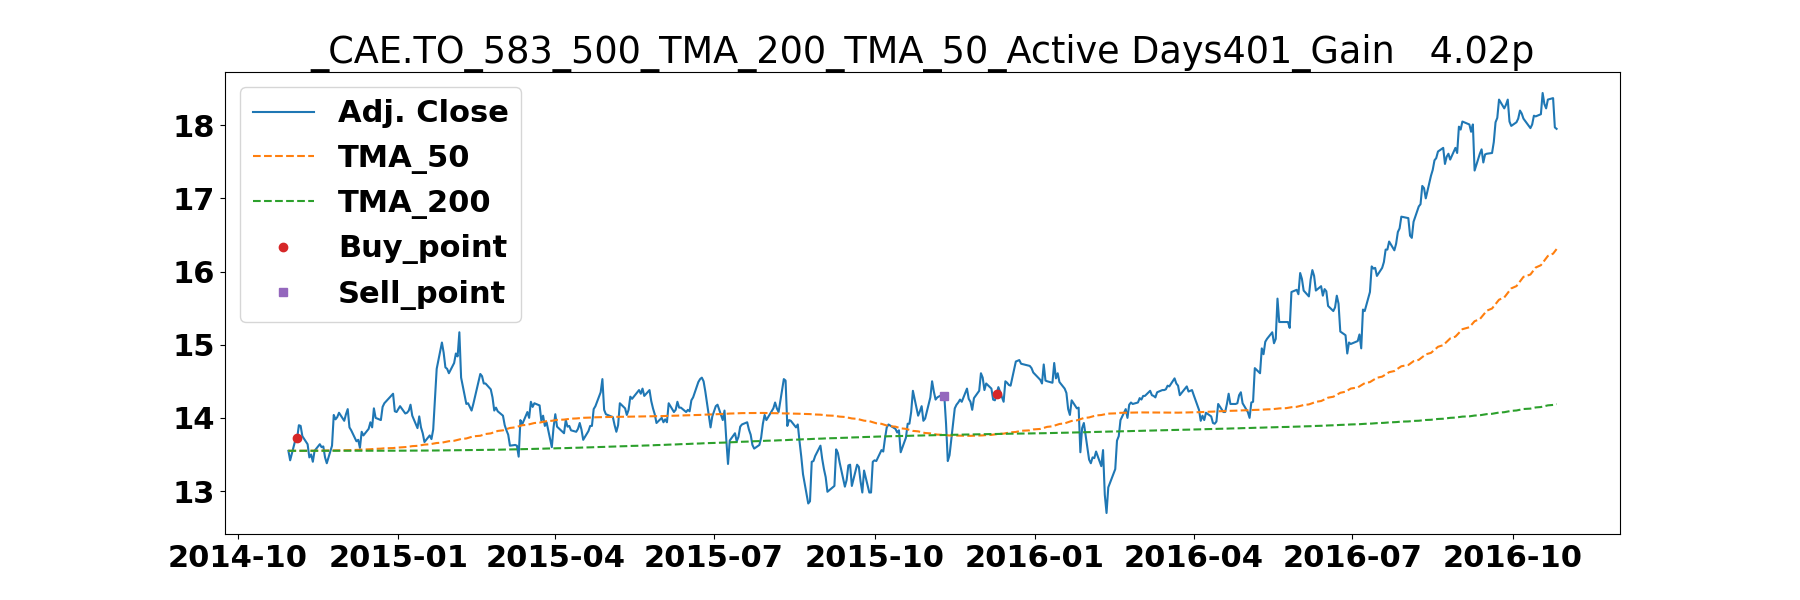 _CAE.TO_583_500_TMA_200_TMA_50_Active Days401_Gain   4.02p
Adj. Close
TMA_50
TMA_200
Buy_point
Sell_point
18
17
16
15
14
13
2014-10 2015-01 2015-04 2015-07 2015-10 2016-01 2016-04 2016-07 2016-10